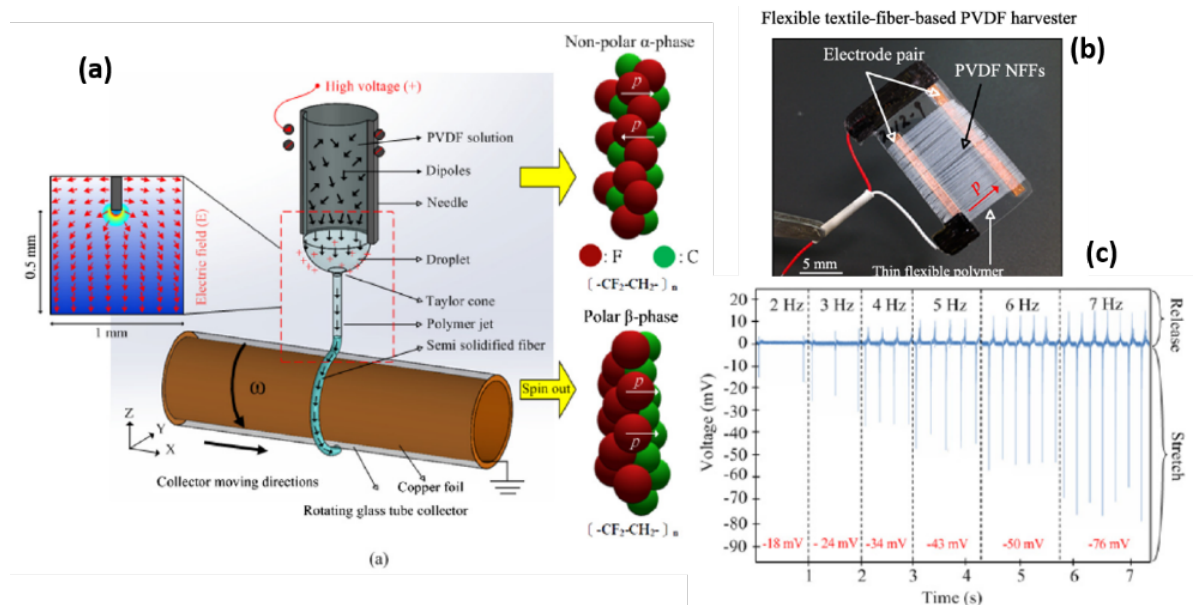 (a)
High voltage (+)
PVDF solution
Dipoles
Needle
Droplet
Taylor cone
Polymer jet
Semi solidified fiber
Electric field (E)
0.5 mm
1 mm
ω
Z
Y
X
Collector moving directions
Copper foil
Rotating glass tube collector
(a)
Spin out
Non-polar α-phase
p
p
: F
: C
[ -CF2-CH2- ] n
Polar β-phase
p
p
[ -CF2-CH2- ] n
Flexible textile-fiber-based PVDF harvester
(b)
Electrode pair
PVDF NFFs
p
5 mm
Thin flexible polymer
(c)
2 Hz 3 Hz 4 Hz 5 Hz 6 Hz 7 Hz
20
10
0
-10
-20
-30
-40
-50
-60
-70
-80
-90
Voltage (mV)
Release
Stretch
-18 mV -24 mV -34 mV -43 mV -50 mV -76 mV
1 2 3 4 5 6 7
Time (s)